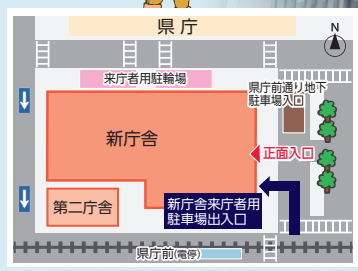 県庁
N
来庁者用駐輪場
県庁前通り地下
駐車場入口
新庁舎
正面入口
第二庁舎
新庁舎来庁者用
駐車場出入口
県庁前(電停)